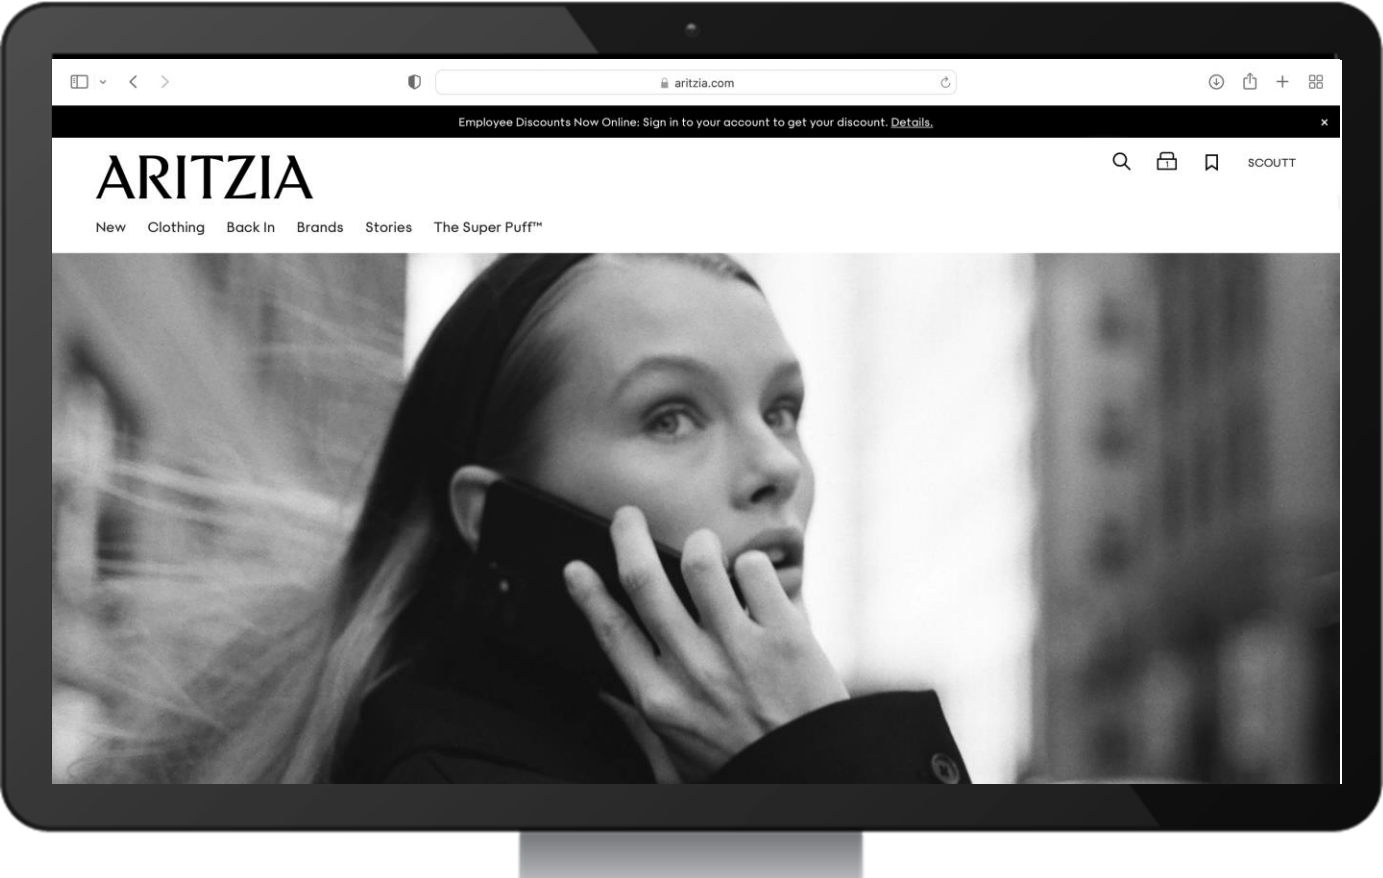 aritzia.com
Employee Discounts Now Online: Sign in to your account to get your discount. Details.
ARITZIA
1
SCOUTT
New Clothing Back In Brands Stories The Super Puff™